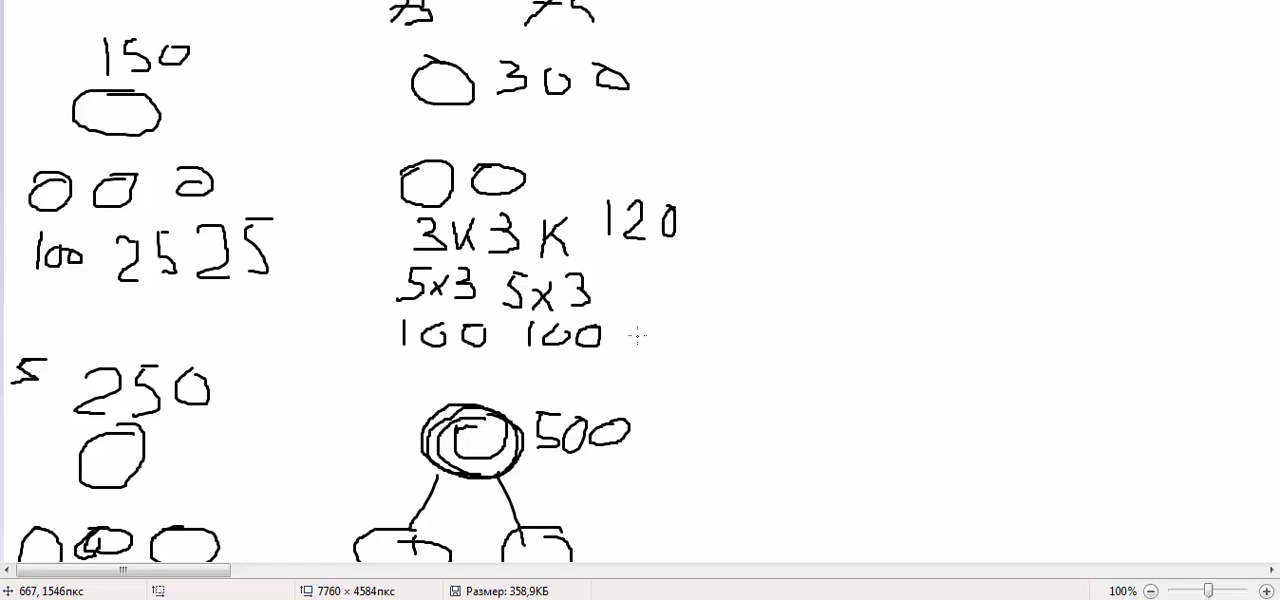 150
300
100 25 25
3К 3К 120
5х3 5х3
100 100
5 250
500
667, 1546пкс
7760 × 4584пкс
Размер: 358,9КБ
100%